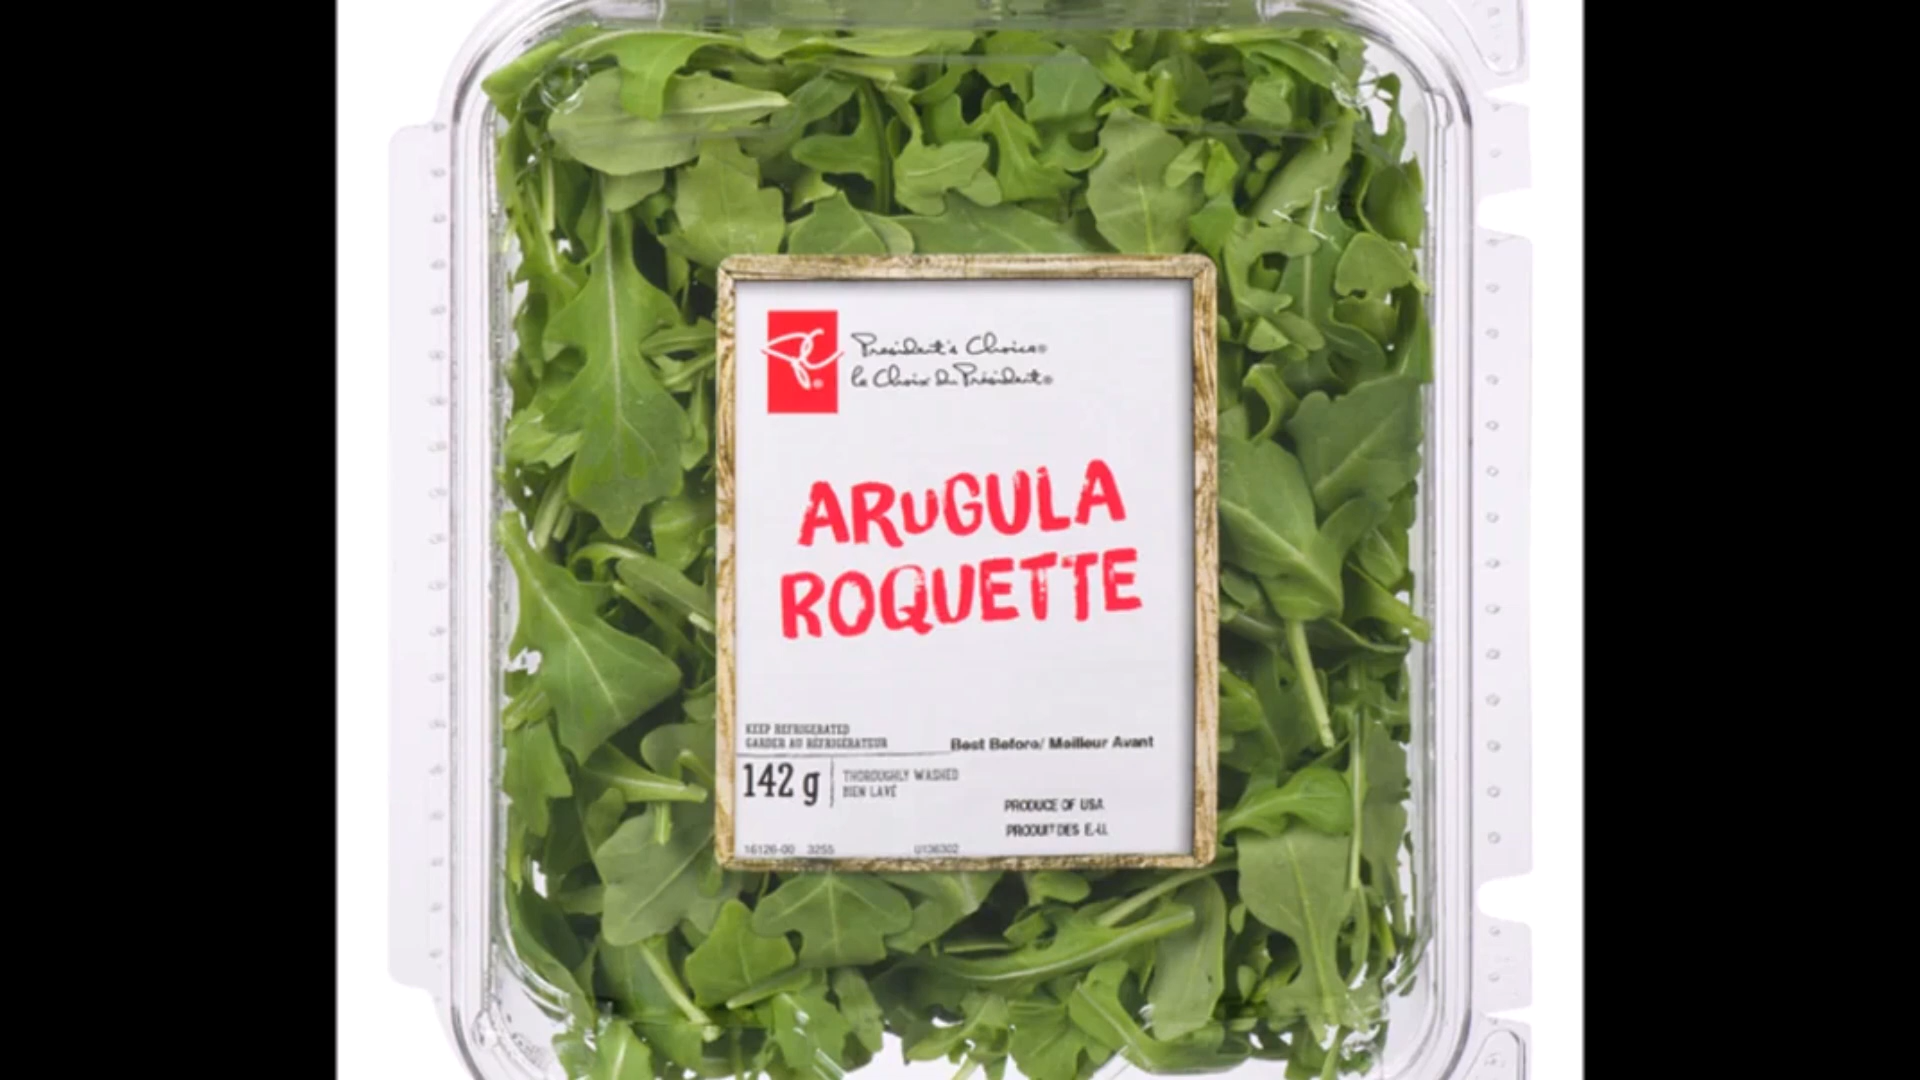 President's Choice®
le Choix du Président®
ARUGULA
ROQUETTE
KEEP REFRIGERATED
GARDER AU RÉFRIGÉRATEUR
Best Before/ Meilleur Avant
142 g
THOROUGHLY WASHED
BIEN LAVÉ
PRODUCE OF USA
PRODUIT DES E.-U.
16126-00 3255 U136302